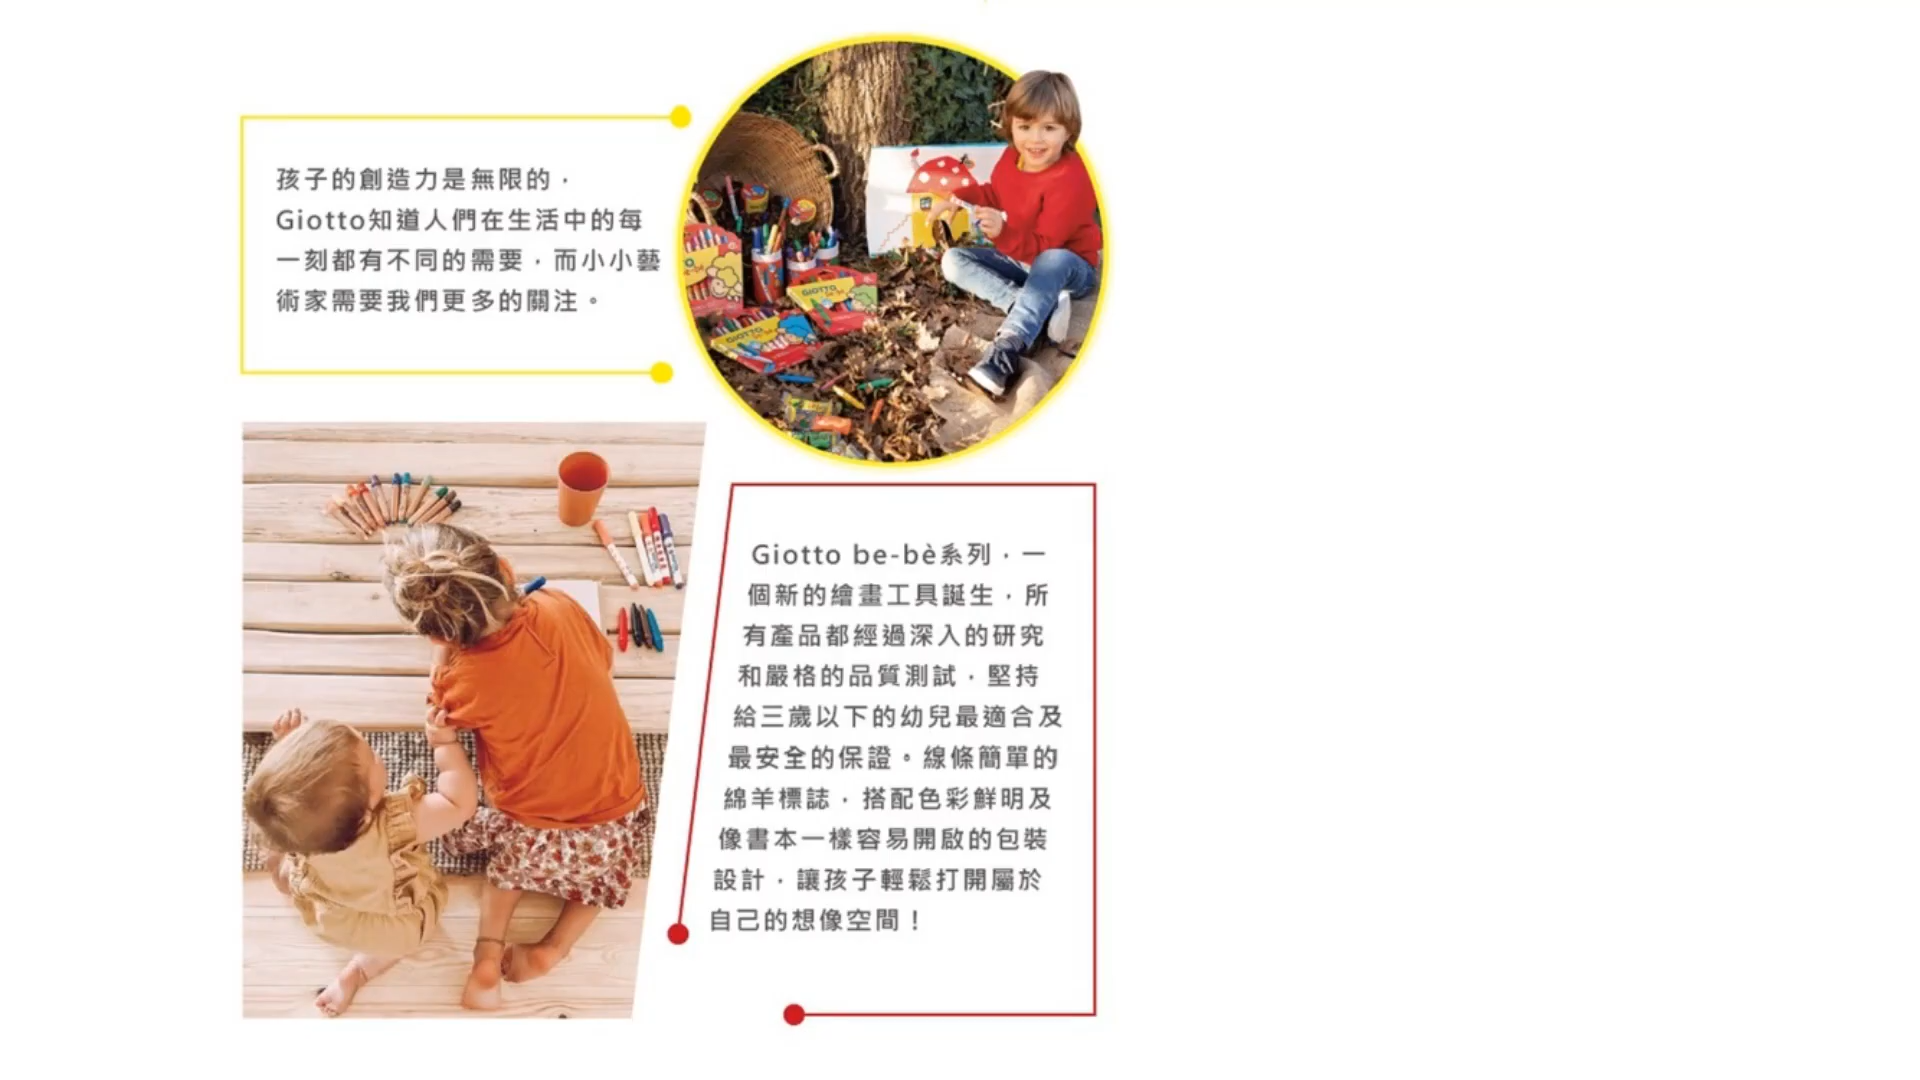 孩子的創造力是無限的，
Giotto知道人們在生活中的每
一刻都有不同的需要，而小小藝
術家需要我們更多的關注。
GIOTTO
GIOTTO
Giotto be-bè系列，一
個新的繪畫工具誕生，所
有產品都經過深入的研究
和嚴格的品質測試，堅持
給三歲以下的幼兒最適合及
最安全的保證。線條簡單的
綿羊標誌，搭配色彩鮮明及
像書本一樣容易開啟的包裝
設計，讓孩子輕鬆打開屬於
自己的想像空間！